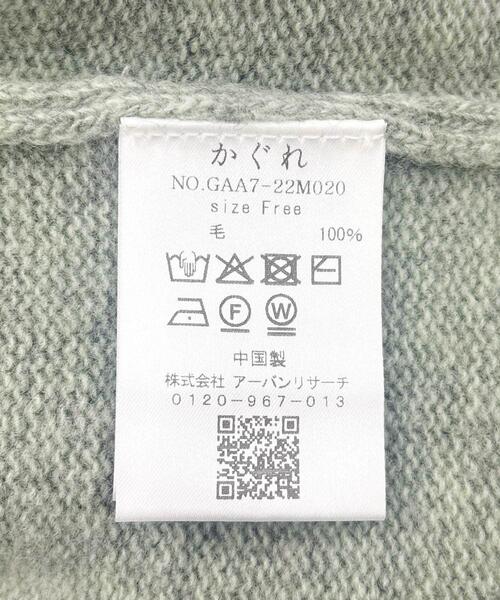 かぐれ
NO.GAA7-22M020
size Free
毛 100%
F W
中国製
株式会社 アーバンリサーチ
0120-967-013